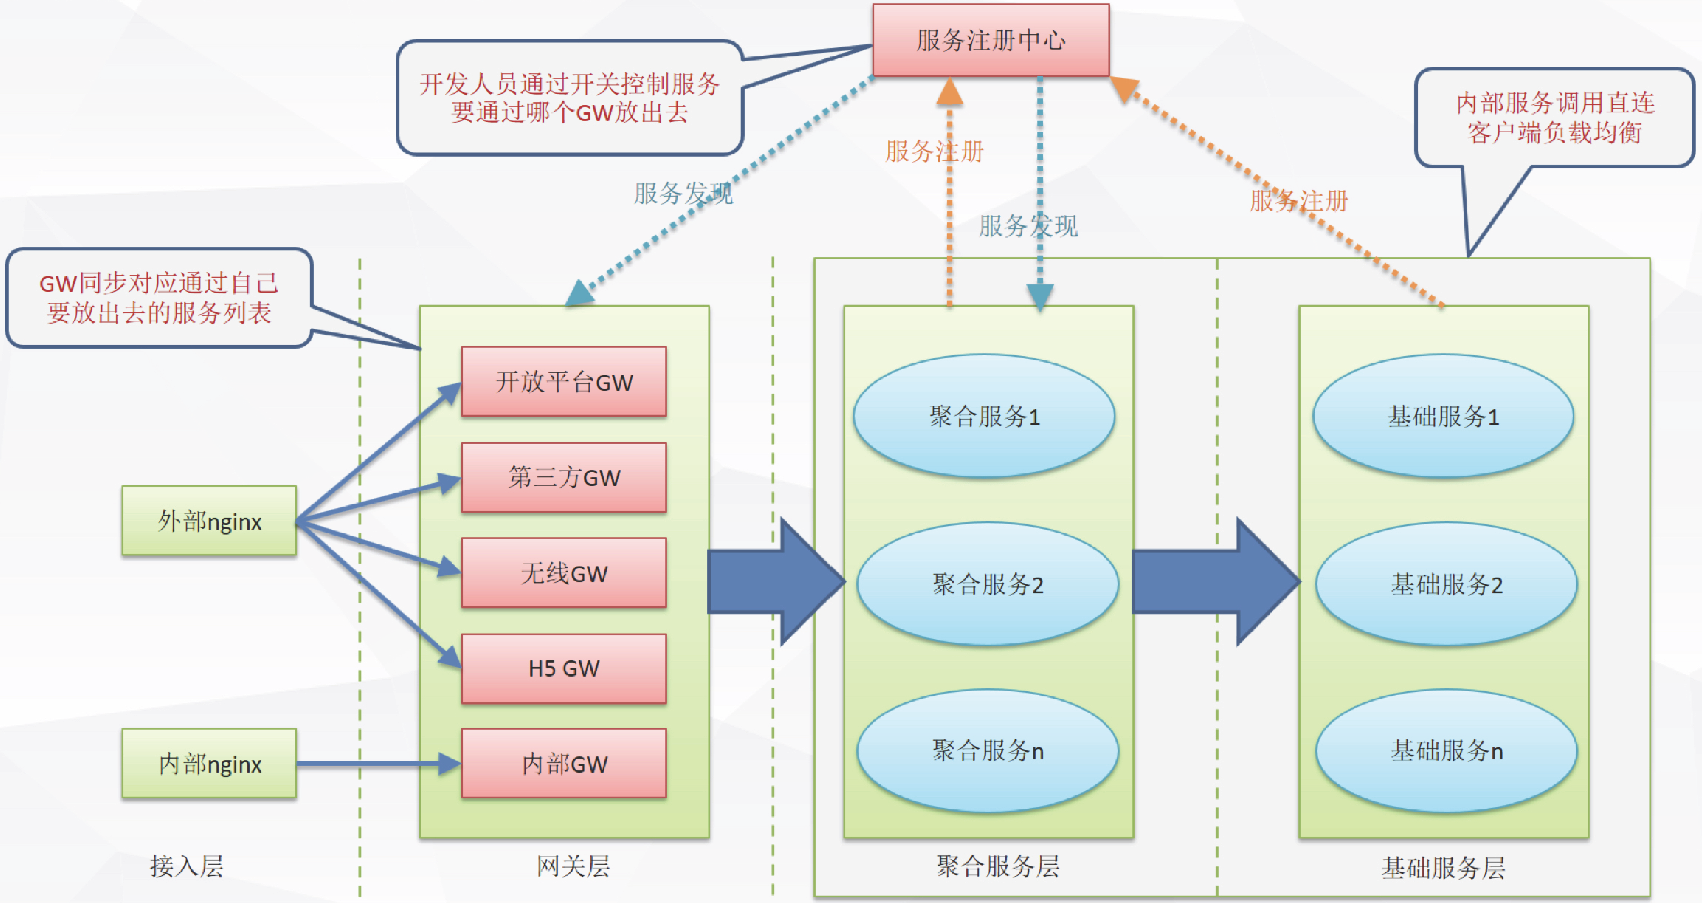 服务注册中心
开发人员通过开关控制服务
要通过哪个GW放出去
内部服务调用直连
客户端负载均衡
服务注册
服务发现
服务注册
服务发现
GW同步对应通过自己
要放出去的服务列表
开放平台GW
聚合服务1
基础服务1
第三方GW
外部nginx
无线GW
聚合服务2
基础服务2
H5 GW
内部nginx
内部GW
聚合服务n
基础服务n
接入层
网关层
聚合服务层
基础服务层